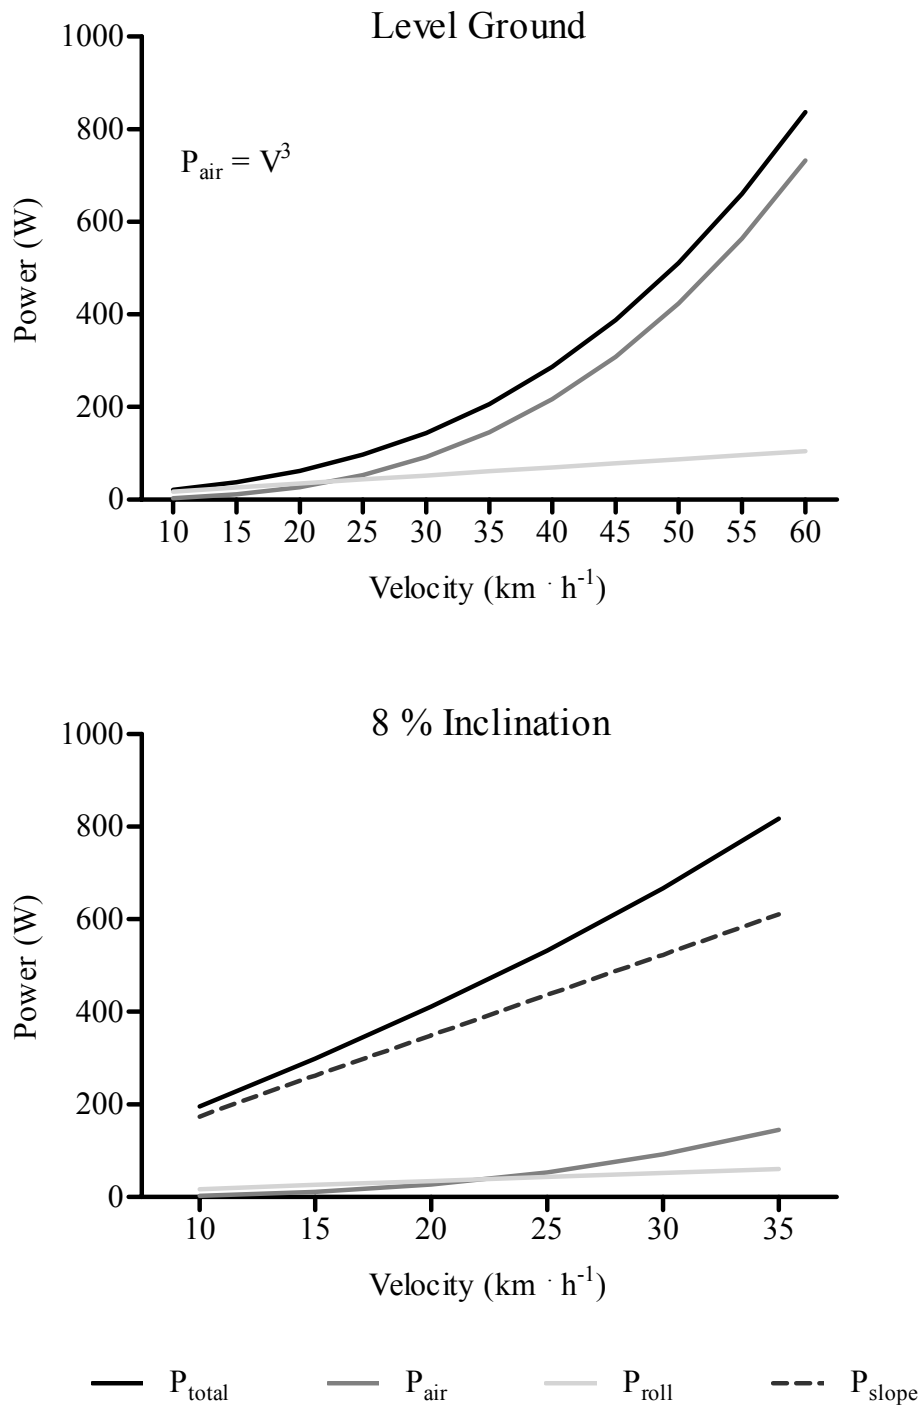 Level Ground
1000
800
600
400
200
0
P_air = V³
Power (W)
10 15 20 25 30 35 40 45 50 55 60
Velocity (km · h⁻¹)
8 % Inclination
1000
800
600
400
200
0
Power (W)
10 15 20 25 30 35
Velocity (km · h⁻¹)
P_total P_air P_roll P_slope